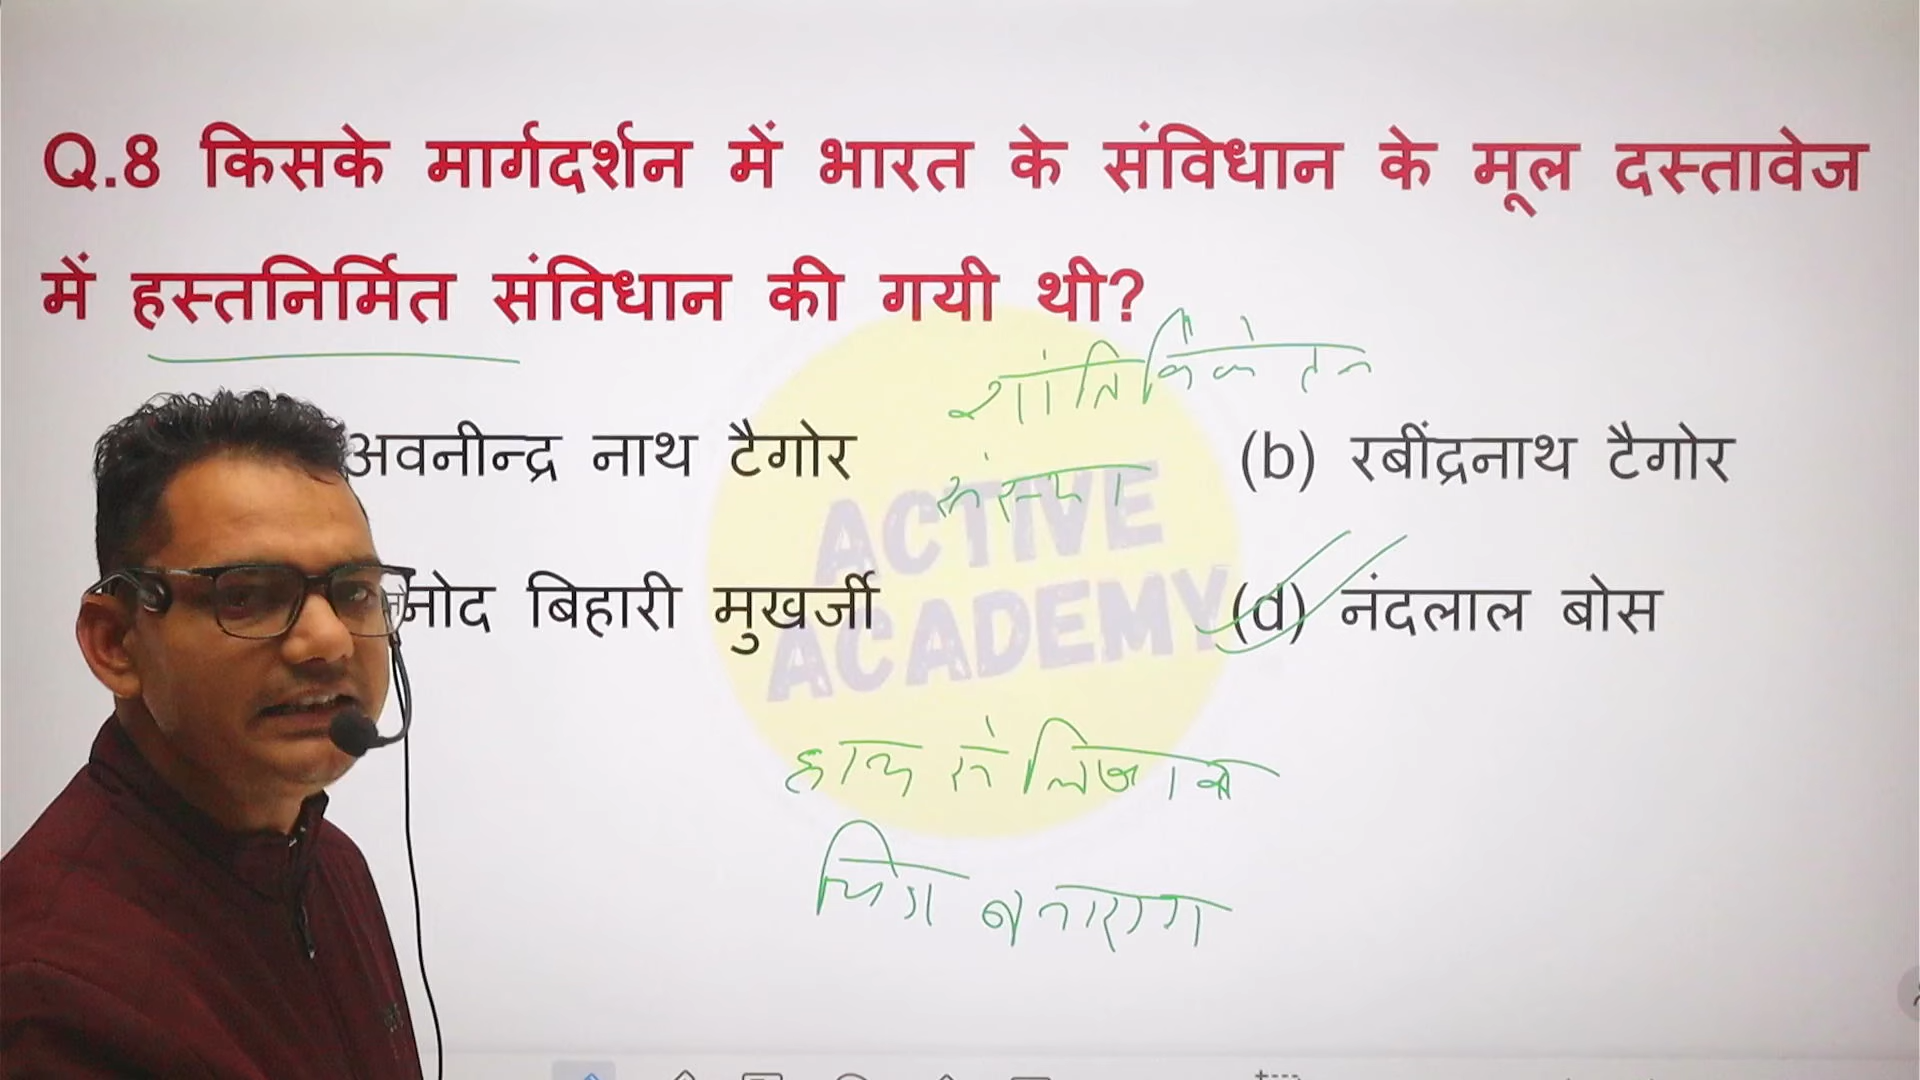 Q.8 किसके मार्गदर्शन में भारत के संविधान के मूल दस्तावेज
में हस्तनिर्मित संविधान की गयी थी?
शांति निकेतन
अवनीन्द्र नाथ टैगोर
(b) रबींद्रनाथ टैगोर
संस्था
ACTIVE
नोद बिहारी मुखर्जी
(d) नंदलाल बोस
ACADEMY
हाथ से